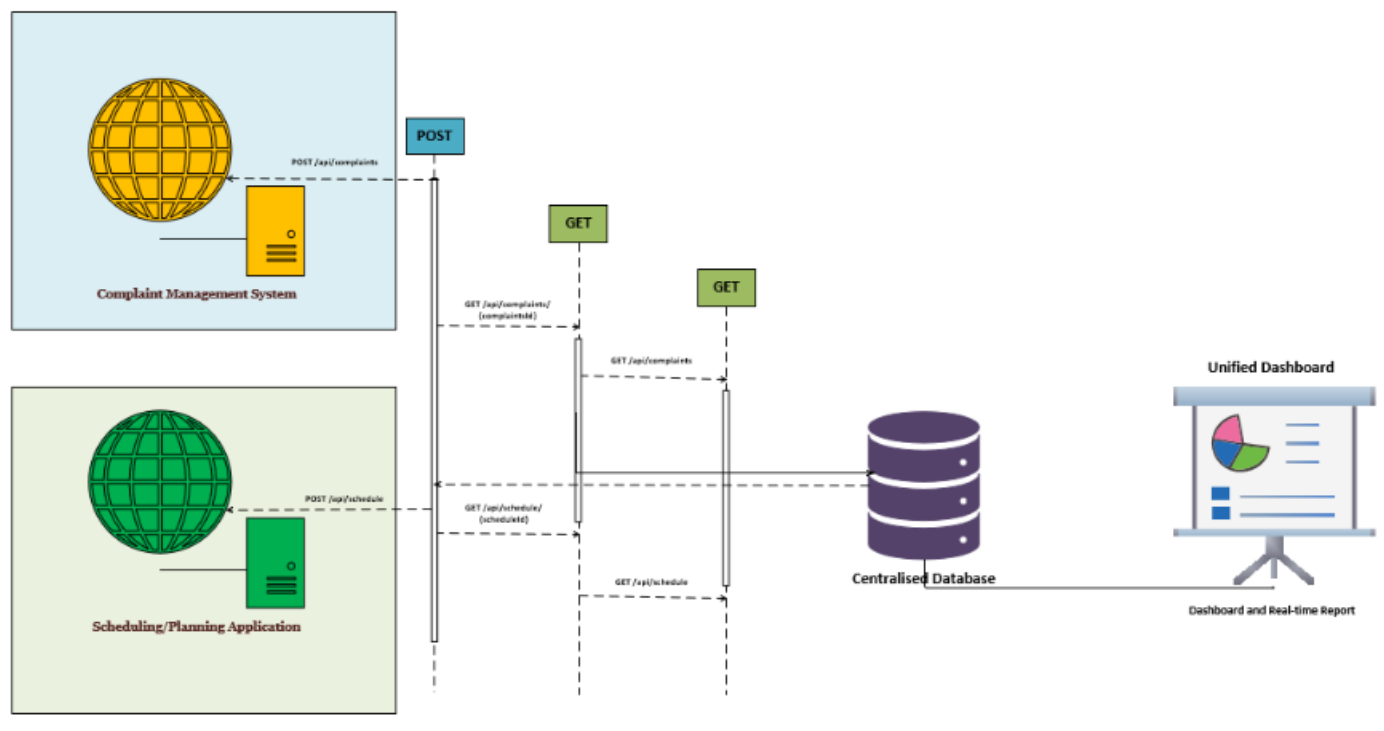 POST
POST /api/complaints
GET
GET
Complaint Management System
GET /api/complaints/
{complaintsId}
GET /api/complaints
Unified Dashboard
POST /api/schedule
GET /api/schedule/
{scheduleId}
GET /api/schedule
Centralised Database
Scheduling/Planning Application
Dashboard and Real-time Report